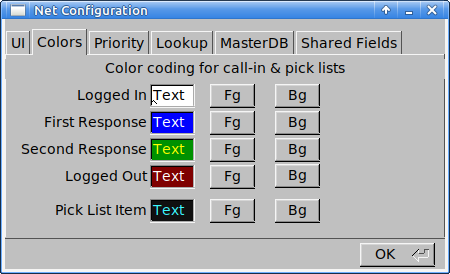 Net Configuration
UI Colors Priority Lookup MasterDB Shared Fields
Color coding for call-in & pick lists
Logged In Text Fg Bg
First Response Text
Second Response Text Fg Bg
Logged Out Text Fg Bg
Pick List Item Text Fg Bg
OK